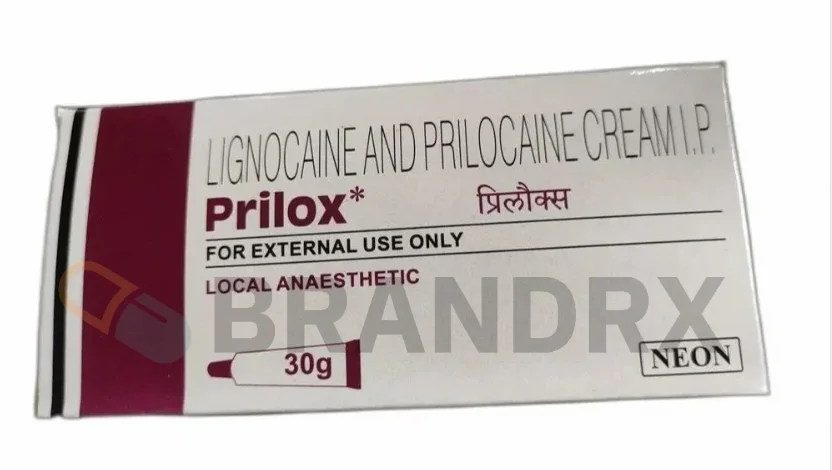 LIGNOCAINE AND PRILOCAINE CREAM I.P.
Prilox* प्रिलौक्स
FOR EXTERNAL USE ONLY
LOCAL ANAESTHETIC
BRANDRX
30g
NEON